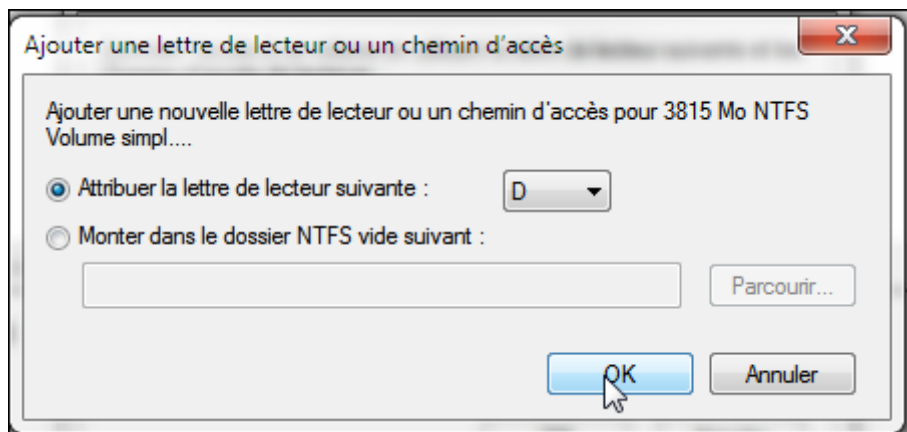 Ajouter une lettre de lecteur ou un chemin d'accès
Ajouter une nouvelle lettre de lecteur ou un chemin d'accès pour 3815 Mo NTFS
Volume simpl....
Attribuer la lettre de lecteur suivante : D
Monter dans le dossier NTFS vide suivant :
Parcourir...
OK Annuler